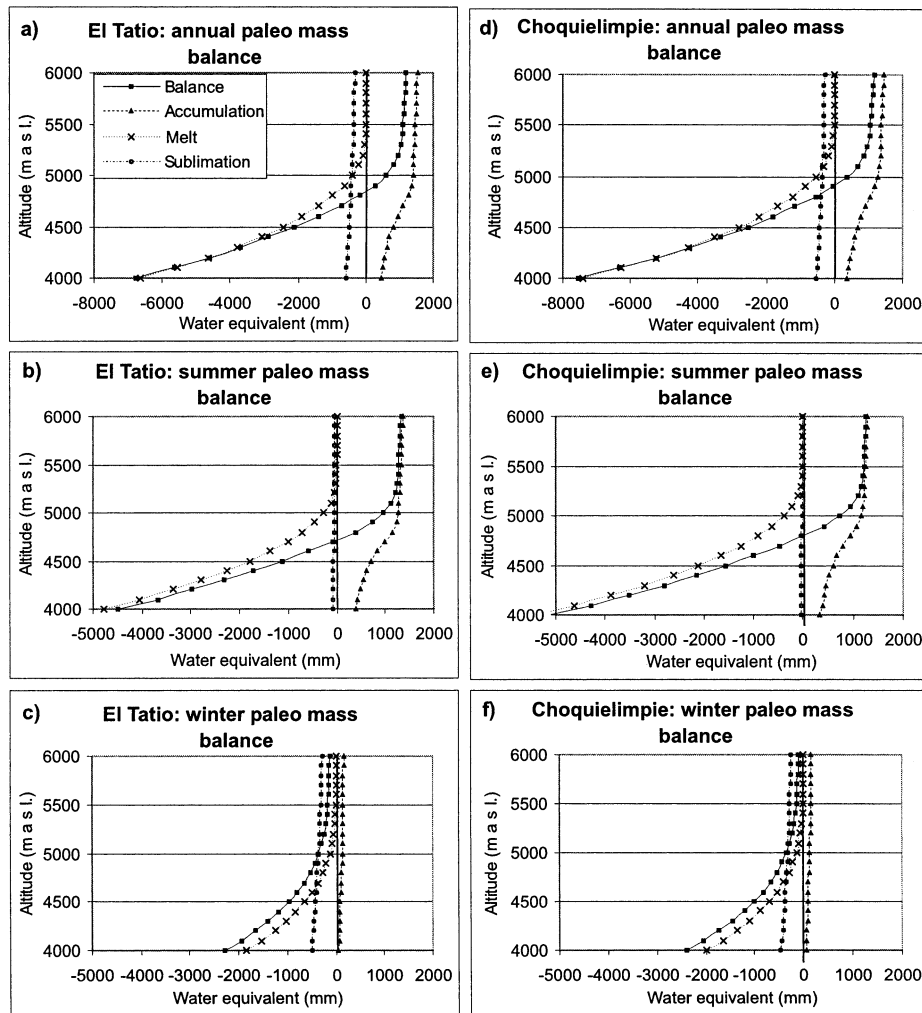 a) El Tatio: annual paleo mass
balance
6000
5500
5000
4500
4000
Altitude (m a s l.)
Balance
Accumulation
Melt
Sublimation
-8000 -6000 -4000 -2000 0 2000
Water equivalent (mm)
d) Choquielimpie: annual paleo mass
balance
6000
5500
5000
4500
4000
Altitude (m a s l.)
-8000 -6000 -4000 -2000 0 2000
Water equivalent (mm)
b) El Tatio: summer paleo mass
balance
6000
5500
5000
4500
4000
Altitude (m a s l.)
-5000 -4000 -3000 -2000 -1000 0 1000 2000
Water equivalent (mm)
e) Choquielimpie: summer paleo mass
balance
6000
5500
5000
4500
4000
Altitude (m a s l.)
-5000 -4000 -3000 -2000 -1000 0 1000 2000
Water equivalent (mm)
c) El Tatio: winter paleo mass
balance
6000
5500
5000
4500
4000
Altitude (m a s l.)
-5000 -4000 -3000 -2000 -1000 0 1000 2000
Water equivalent (mm)
f) Choquielimpie: winter paleo mass
balance
6000
5500
5000
4500
4000
Altitude (m a s l.)
-5000 -4000 -3000 -2000 -1000 0 1000 2000
Water equivalent (mm)